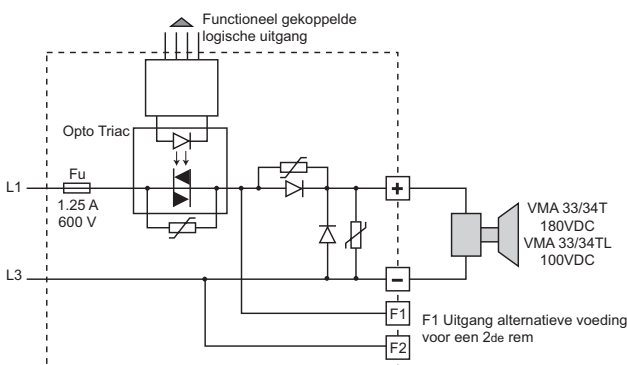 Functioneel gekoppelde
logische uitgang
Opto Triac
L1
Fu
1.25 A
600 V
+
VMA 33/34T
180VDC
VMA 33/34TL
100VDC
L3
−
F1
F1 Uitgang alternatieve voeding
voor een 2de rem
F2